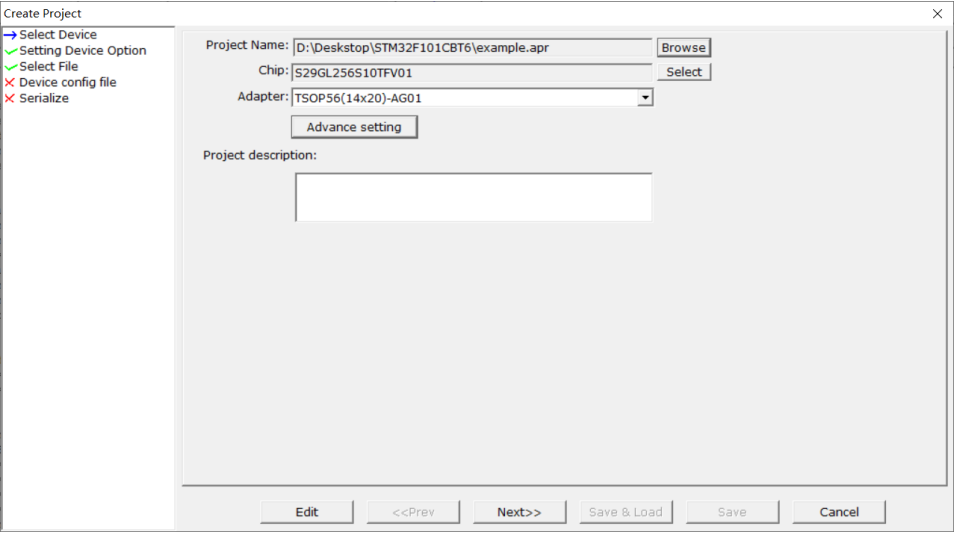 Create Project
Select Device
Setting Device Option
Select File
Device config file
Serialize
Project Name: D:\Deskstop\STM32F101CBT6\example.apr Browse
Chip: S29GL256S10TFV01 Select
Adapter: TSOP56(14x20)-AG01
Advance setting
Project description:
Edit <<Prev Next>> Save & Load Save Cancel